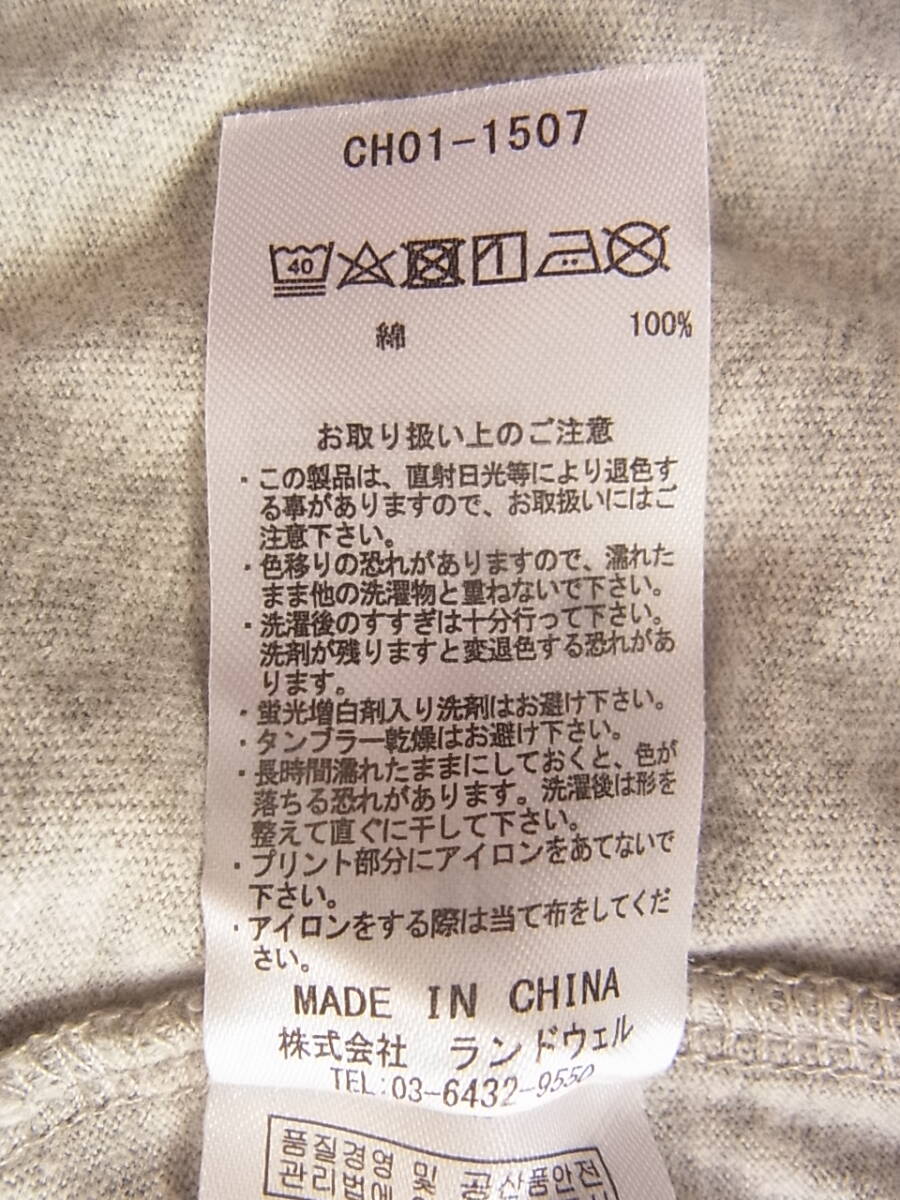 CH01-1507
40
綿 100%
お取り扱い上のご注意
・この製品は、直射日光等により退色す
る事がありますので、お取扱いにはご
注意下さい。
・色移りの恐れがありますので、濡れた
まま他の洗濯物と重ねないで下さい。
・洗濯後のすすぎは十分行って下さい。
洗剤が残りますと変退色する恐れがあ
ります。
・蛍光増白剤入り洗剤はお避け下さい。
・タンブラー乾燥はお避け下さい。
・長時間濡れたままにしておくと、色が
落ちる恐れがあります。洗濯後は形を
整えて直ぐに干して下さい。
・プリント部分にアイロンをあてないで
下さい。
・アイロンをする際は当て布をしてくだ
さい。
MADE IN CHINA
株式会社 ランドウェル
TEL:03-6432-9550
품질경영 및 공산품안전
관리법에